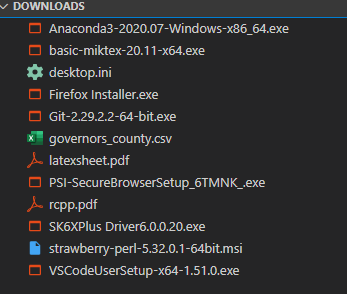 DOWNLOADS
Anaconda3-2020.07-Windows-x86_64.exe
basic-miktex-20.11-x64.exe
desktop.ini
Firefox Installer.exe
Git-2.29.2.2-64-bit.exe
governors_county.csv
latexsheet.pdf
PSI-SecureBrowserSetup_6TMNK_.exe
rcpp.pdf
SK6XPlus Driver6.0.0.20.exe
strawberry-perl-5.32.0.1-64bit.msi
VSCodeUserSetup-x64-1.51.0.exe